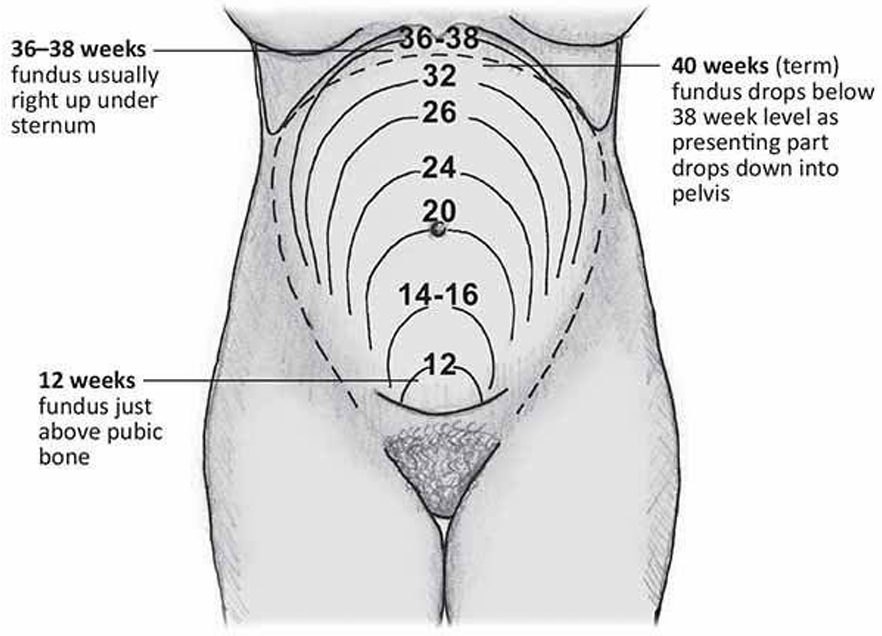 36–38 weeks
fundus usually
right up under
sternum
36-38
40 weeks (term)
fundus drops below
38 week level as
presenting part
drops down into
pelvis
32
26
24
20
14-16
12
12 weeks
fundus just
above pubic
bone